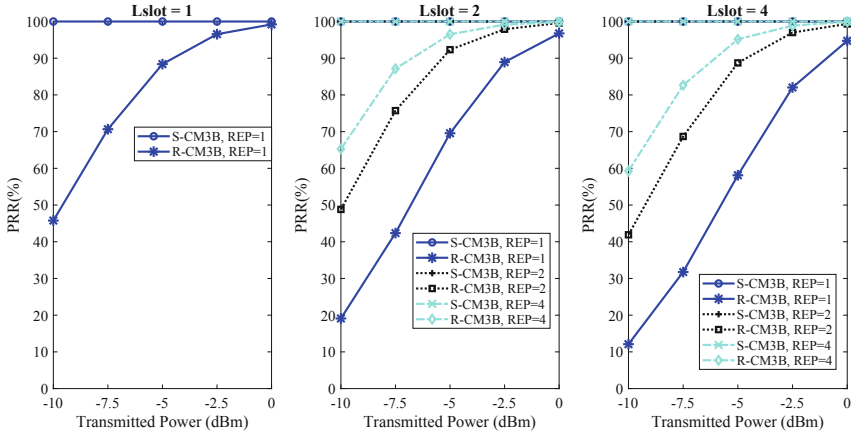 Lslot = 1
100
90
80
70
60
50
40
30
20
10
0
PRR(%)
S-CM3B, REP=1
R-CM3B, REP=1
-10 -7.5 -5 -2.5 0
Transmitted Power (dBm)
Lslot = 2
100
90
80
70
60
50
40
30
20
10
0
PRR(%)
S-CM3B, REP=1
R-CM3B, REP=1
S-CM3B, REP=2
R-CM3B, REP=2
S-CM3B, REP=4
R-CM3B, REP=4
-10 -7.5 -5 -2.5 0
Transmitted Power (dBm)
Lslot = 4
100
90
80
70
60
50
40
30
20
10
0
PRR(%)
S-CM3B, REP=1
R-CM3B, REP=1
S-CM3B, REP=2
R-CM3B, REP=2
S-CM3B, REP=4
R-CM3B, REP=4
-10 -7.5 -5 -2.5 0
Transmitted Power (dBm)